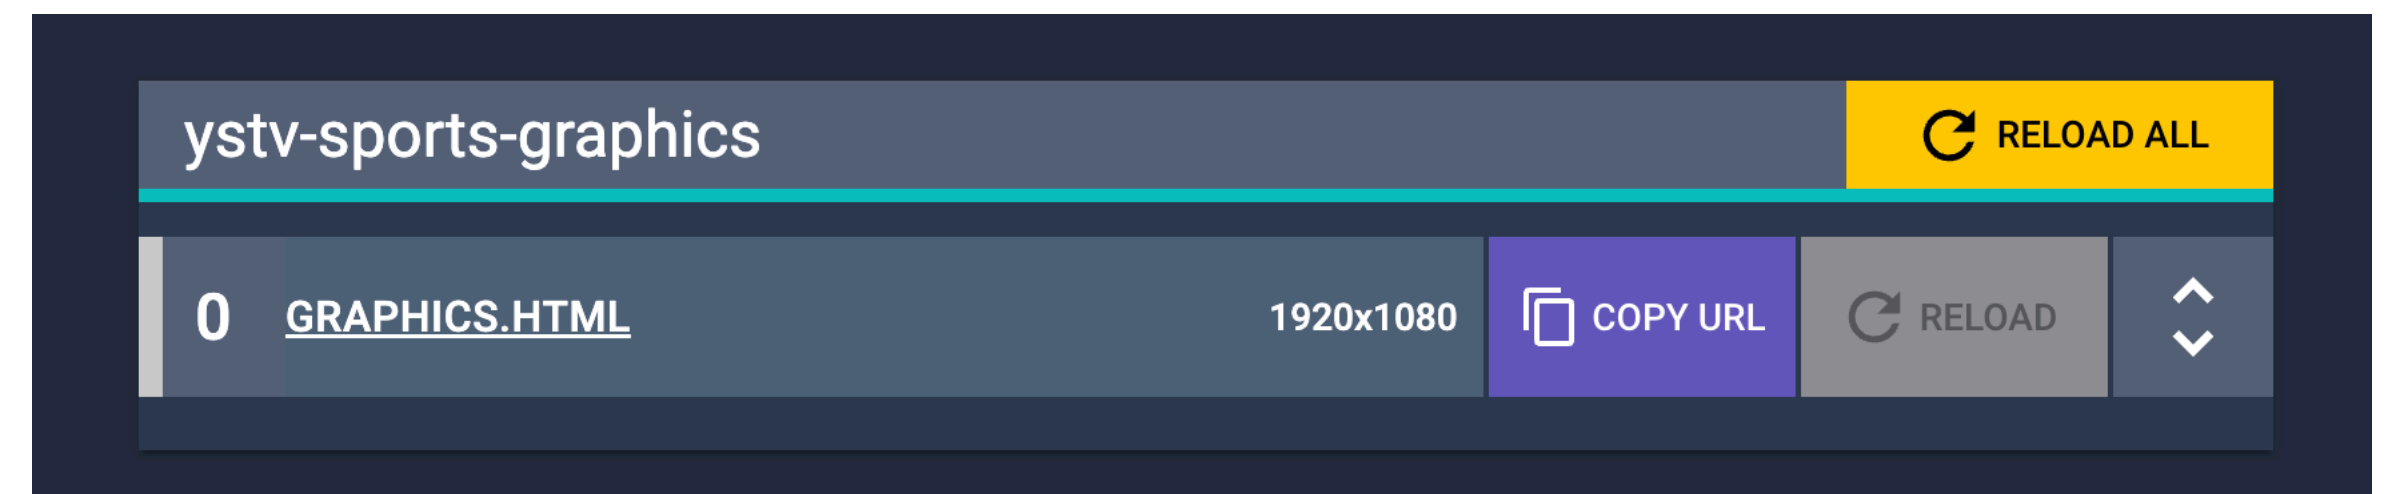 ystv-sports-graphics
RELOAD ALL
0 GRAPHICS.HTML 1920x1080 COPY URL RELOAD